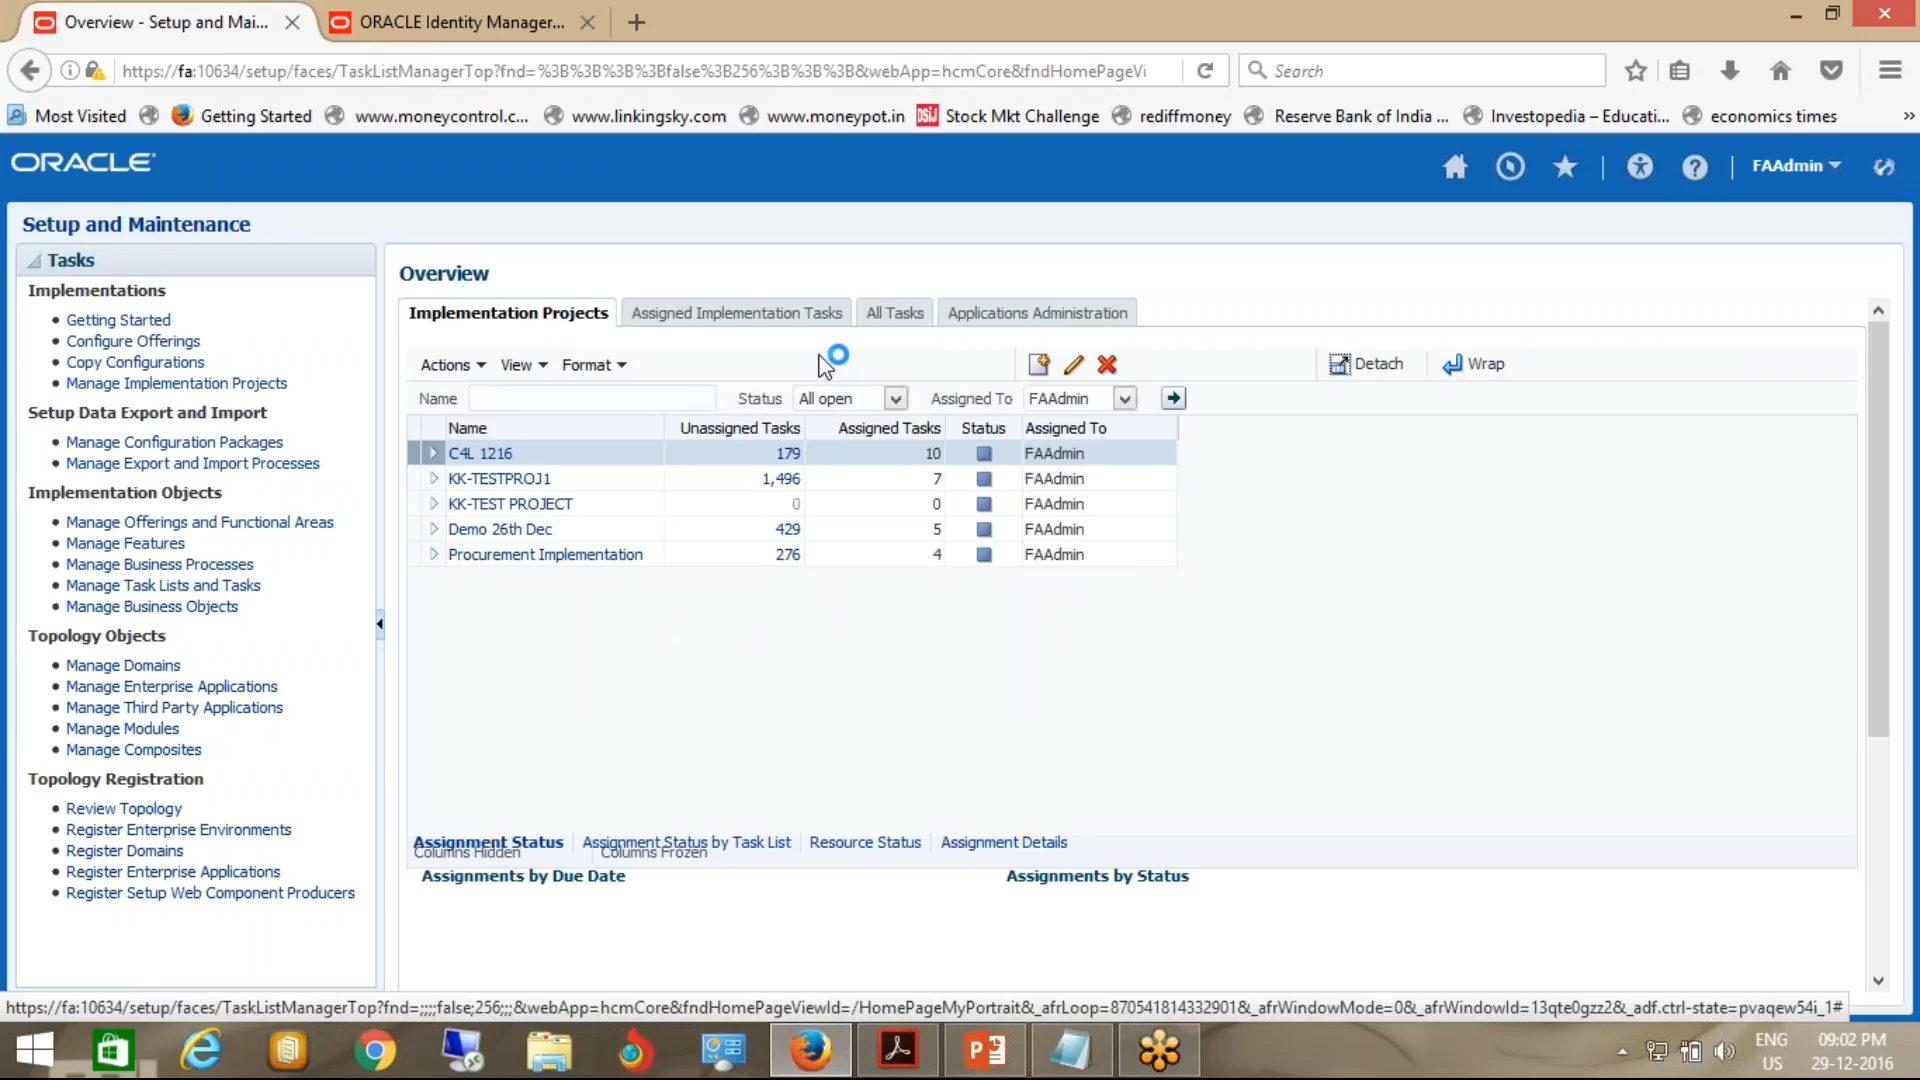 Overview - Setup and Mai...
ORACLE Identity Manager...
https://fa:10634/setup/faces/TaskListManagerTop?fnd=%3B%3B%3B%3Bfalse%3B256%3B%3B%3B&webApp=hcmCore&fndHomePageVi
Search
Most Visited
Getting Started
www.moneycontrol.c...
www.linkingsky.com
www.moneypot.in
DSIJ Stock Mkt Challenge
rediffmoney
Reserve Bank of India ...
Investopedia – Educati...
economics times
ORACLE
FAAdmin
Setup and Maintenance
Tasks
Implementations
Getting Started
Configure Offerings
Copy Configurations
Manage Implementation Projects
Setup Data Export and Import
Manage Configuration Packages
Manage Export and Import Processes
Implementation Objects
Manage Offerings and Functional Areas
Manage Features
Manage Business Processes
Manage Task Lists and Tasks
Manage Business Objects
Topology Objects
Manage Domains
Manage Enterprise Applications
Manage Third Party Applications
Manage Modules
Manage Composites
Topology Registration
Review Topology
Register Enterprise Environments
Register Domains
Register Enterprise Applications
Register Setup Web Component Producers
Overview
Implementation Projects
Assigned Implementation Tasks
All Tasks
Applications Administration
Actions View Format Detach Wrap
Name Status All open Assigned To FAAdmin
Name Unassigned Tasks Assigned Tasks Status Assigned To
C4L 1216 179 10 FAAdmin
KK-TESTPROJ1 1,496 7 FAAdmin
KK-TEST PROJECT 0 0 FAAdmin
Demo 26th Dec 429 5 FAAdmin
Procurement Implementation 276 4 FAAdmin
Assignment Status Assignment Status by Task List Resource Status Assignment Details
Columns Hidden Columns Frozen
Assignments by Due Date Assignments by Status
https://fa:10634/setup/faces/TaskListManagerTop?fnd=;;;;false;256;;;&webApp=hcmCore&fndHomePageViewId=/HomePageMyPortrait&_afrLoop=870541814332901&_afrWindowMode=0&_afrWindowId=13qte0gzz2&_adf.ctrl-state=pvaqew54i_1#
ENG 09:02 PM
US 29-12-2016